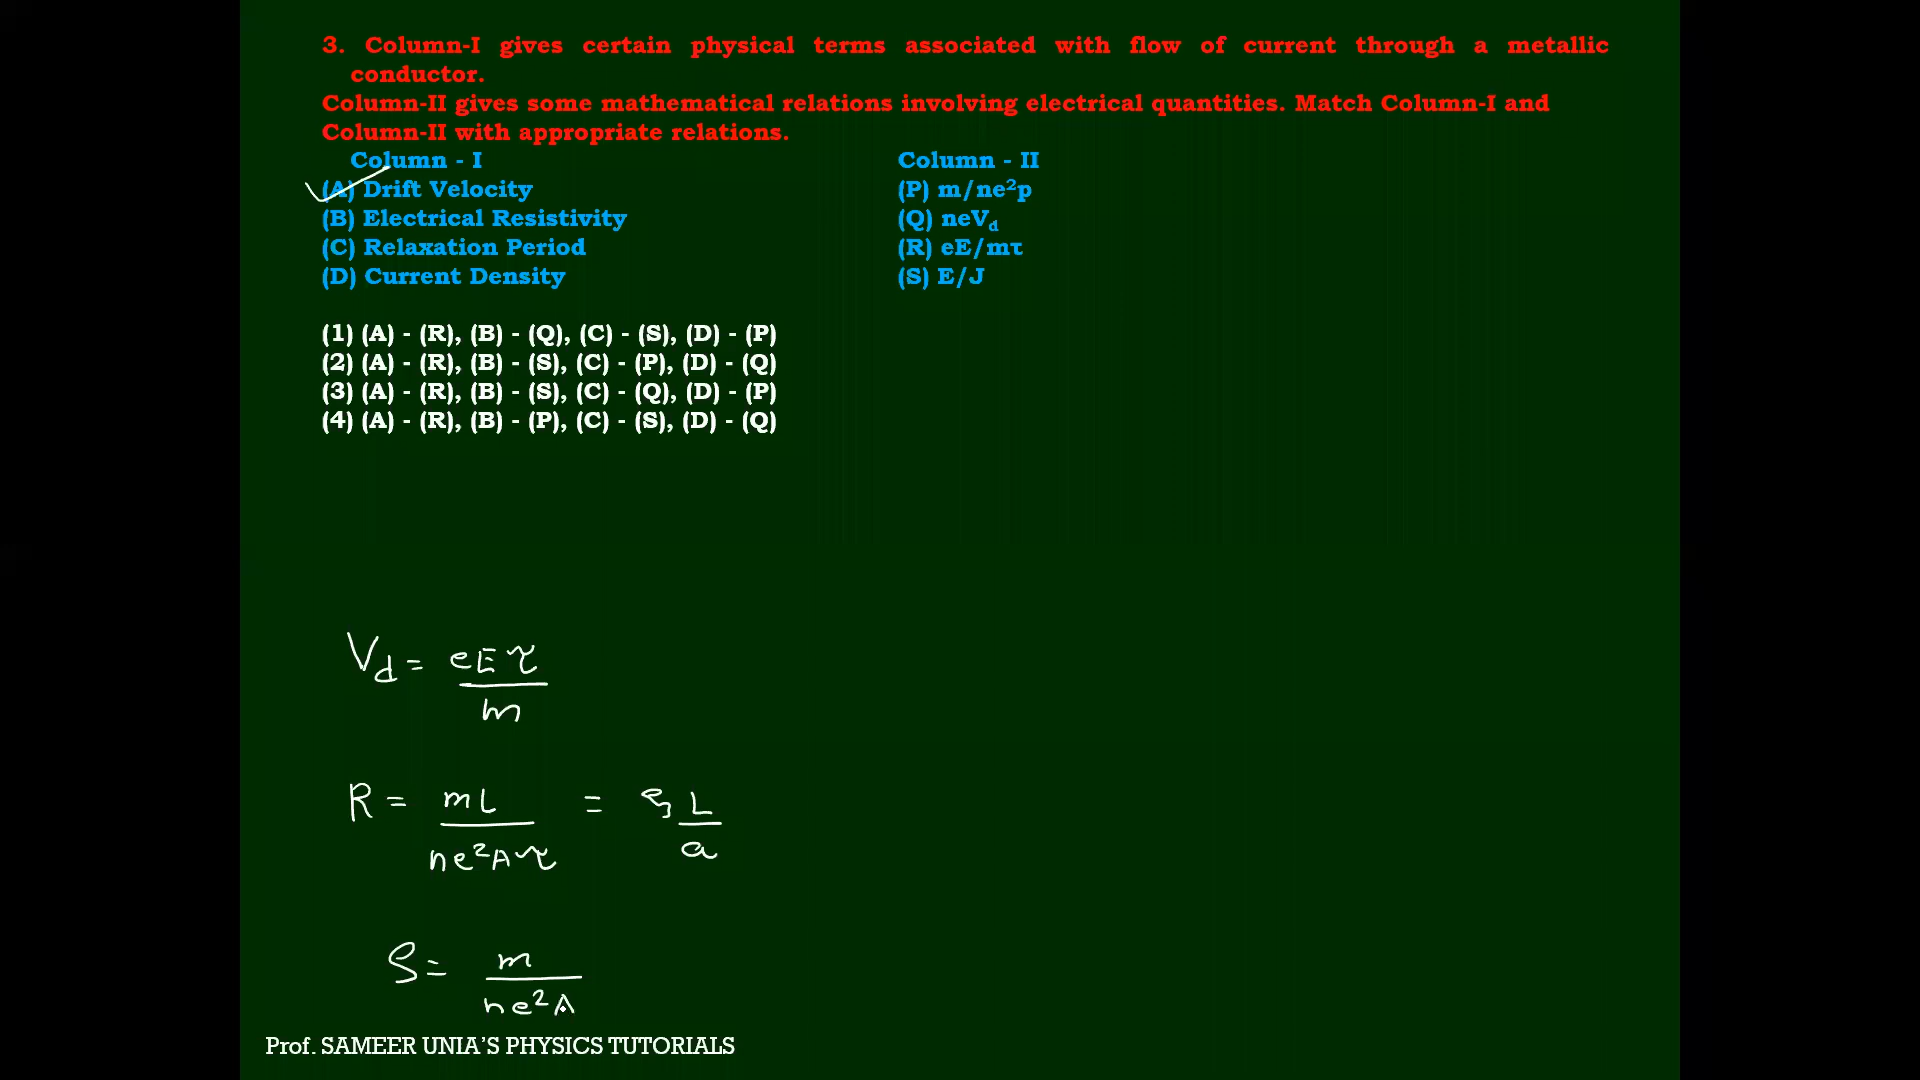 3. Column-I gives certain physical terms associated with flow of current through a metallic
conductor.
Column-II gives some mathematical relations involving electrical quantities. Match Column-I and
Column-II with appropriate relations.
Column - I Column - II
(A) Drift Velocity (P) m/ne²p
(B) Electrical Resistivity (Q) neV_d
(C) Relaxation Period (R) eE/mτ
(D) Current Density (S) E/J
(1) (A) - (R), (B) - (Q), (C) - (S), (D) - (P)
(2) (A) - (R), (B) - (S), (C) - (P), (D) - (Q)
(3) (A) - (R), (B) - (S), (C) - (Q), (D) - (P)
(4) (A) - (R), (B) - (P), (C) - (S), (D) - (Q)
V_d = eEτ / m
R = mL / ne²Aτ = ρ L / a
ρ = m / ne²A
Prof. SAMEER UNIA'S PHYSICS TUTORIALS